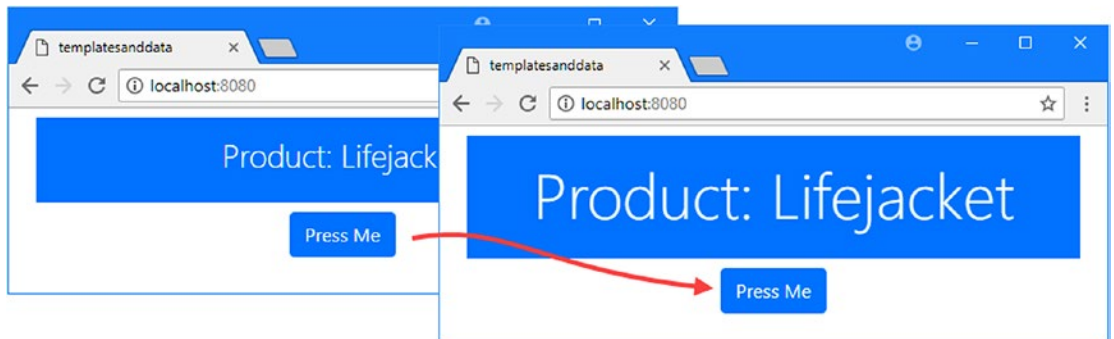 templatesanddata
localhost:8080
Product: Lifejack
Press Me
templatesanddata
localhost:8080
Product: Lifejacket
Press Me